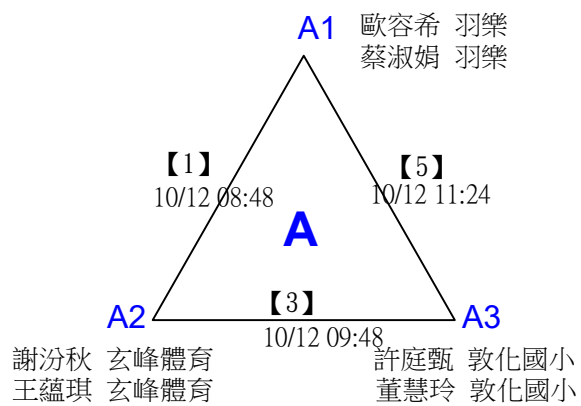 A1
歐容希 羽樂
蔡淑娟 羽樂
【1】
10/12 08:48
【5】
10/12 11:24
A
A2
【3】
10/12 09:48
A3
謝汾秋 玄峰體育
王蘊琪 玄峰體育
許庭甄 敦化國小
董慧玲 敦化國小